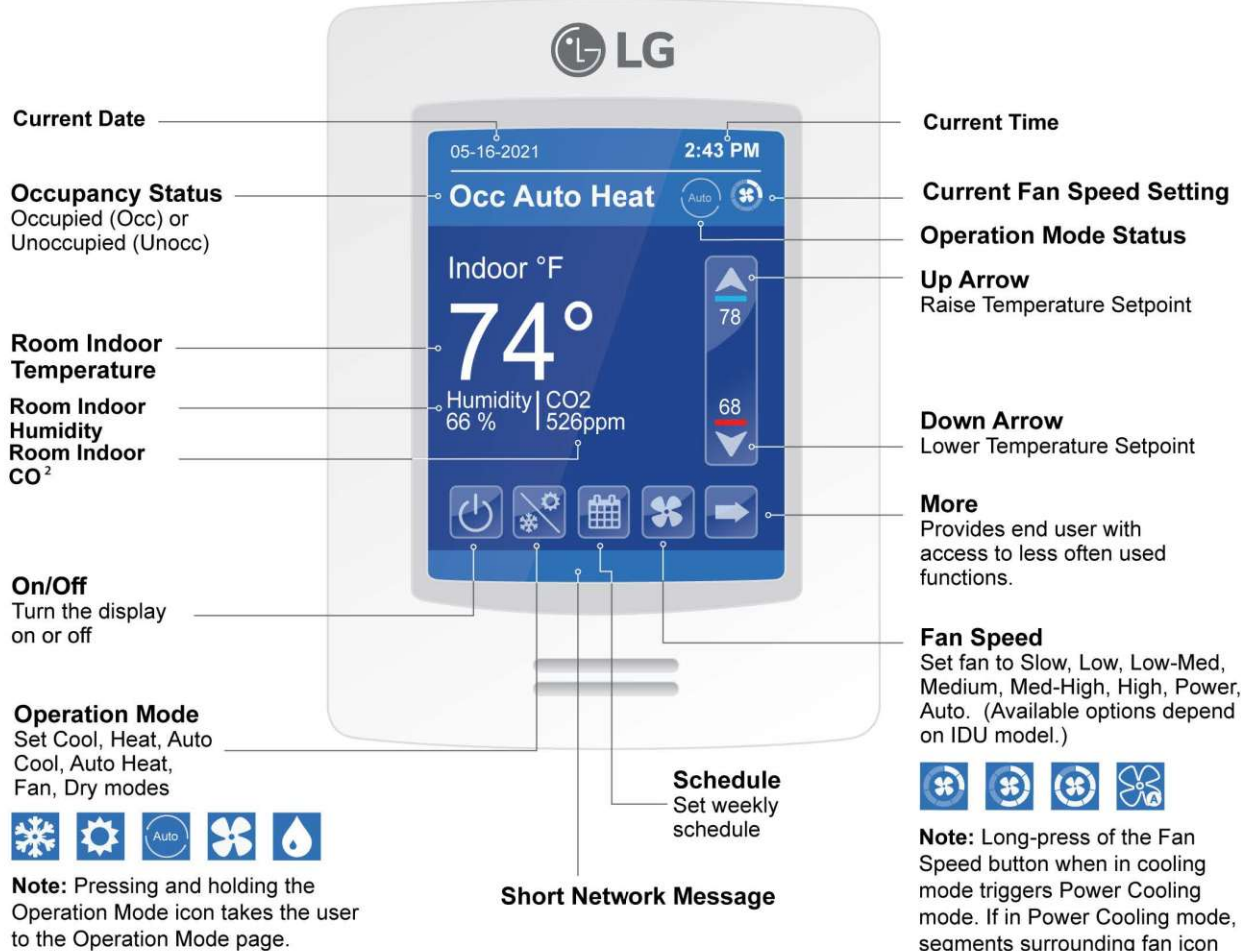 LG
Current Date
05-16-2021
2:43 PM
Current Time
Occupancy Status
Occupied (Occ) or
Unoccupied (Unocc)
Occ Auto Heat
Auto
Current Fan Speed Setting
Operation Mode Status
Indoor °F
74°
Up Arrow
Raise Temperature Setpoint
78
Room Indoor
Temperature
Room Indoor
Humidity
Room Indoor
CO²
Humidity
66 %
CO2
526ppm
68
Down Arrow
Lower Temperature Setpoint
More
Provides end user with
access to less often used
functions.
On/Off
Turn the display
on or off
Fan Speed
Set fan to Slow, Low, Low-Med,
Medium, Med-High, High, Power,
Auto. (Available options depend
on IDU model.)
A
Operation Mode
Set Cool, Heat, Auto
Cool, Auto Heat,
Fan, Dry modes
Auto
Note: Pressing and holding the
Operation Mode icon takes the user
to the Operation Mode page.
Schedule
Set weekly
schedule
Short Network Message
Note: Long-press of the Fan
Speed button when in cooling
mode triggers Power Cooling
mode. If in Power Cooling mode,
segments surrounding fan icon